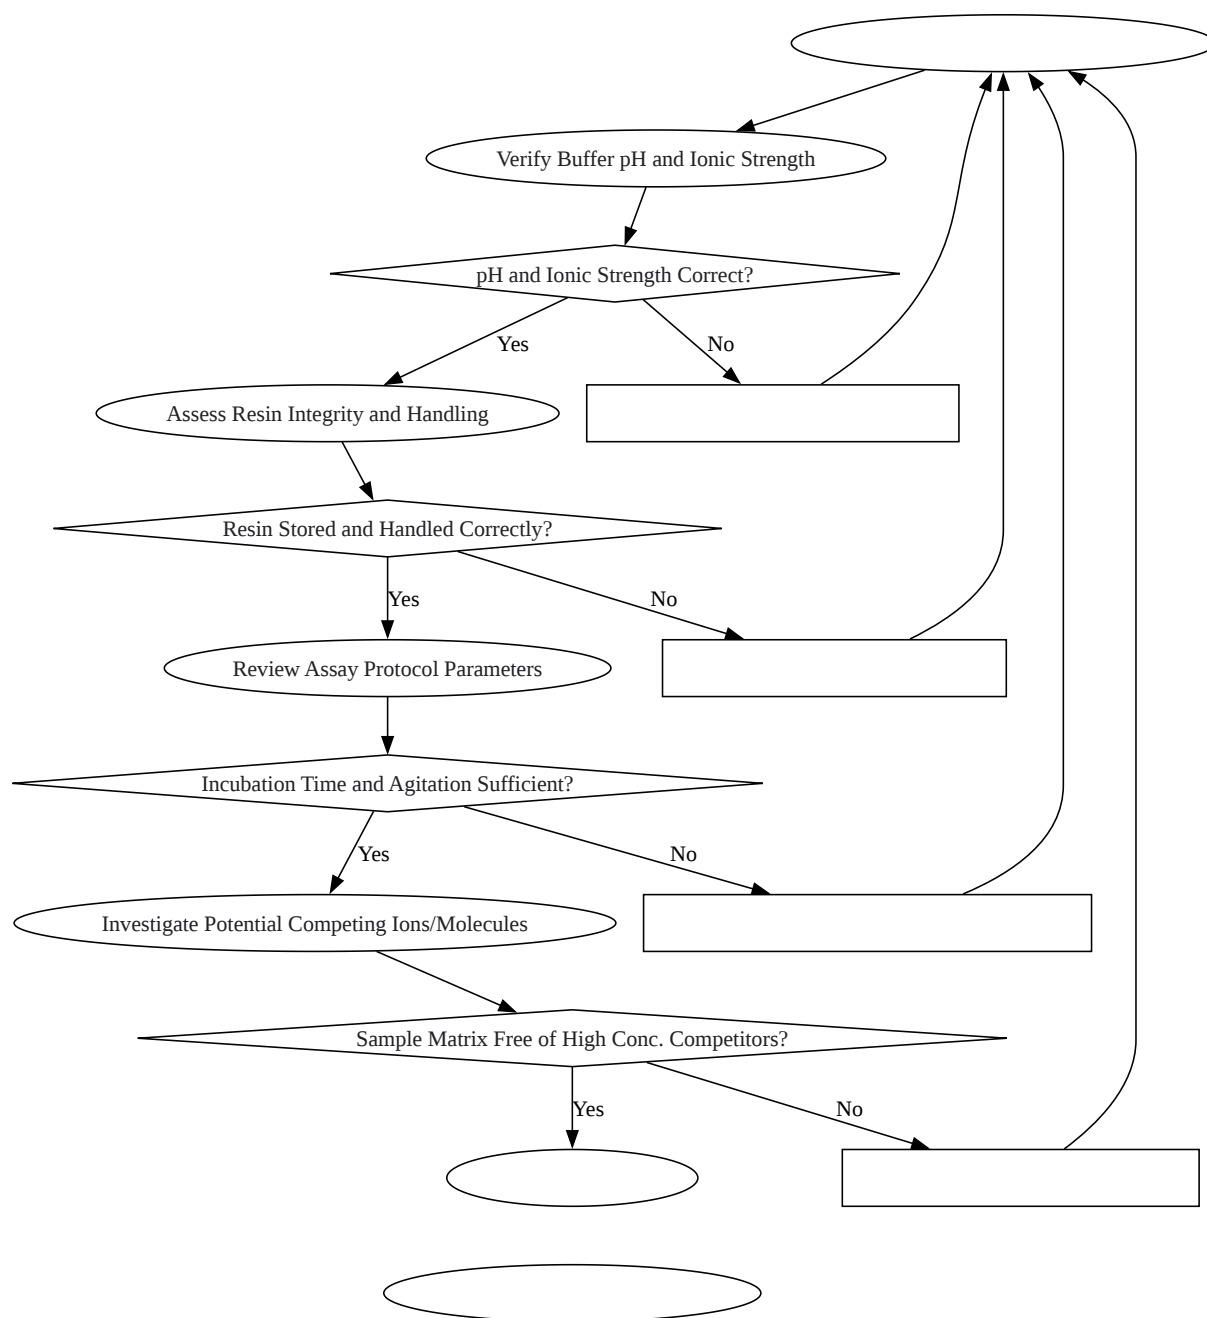 Verify Buffer pH and Ionic Strength
pH and Ionic Strength Correct?
Yes
No
Assess Resin Integrity and Handling
Resin Stored and Handled Correctly?
Yes
No
Review Assay Protocol Parameters
Incubation Time and Agitation Sufficient?
Yes
No
Investigate Potential Competing Ions/Molecules
Sample Matrix Free of High Conc. Competitors?
Yes
No